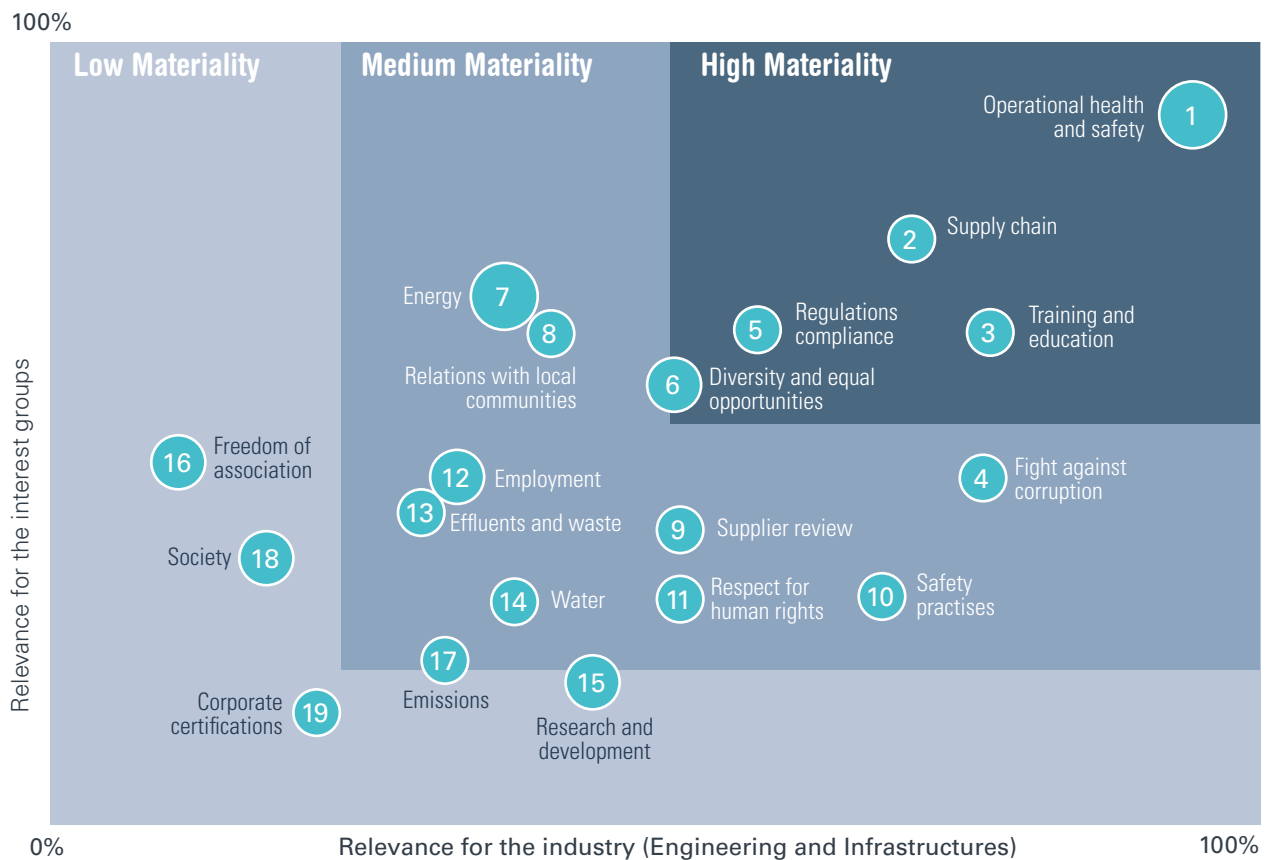 100%
Low Materiality
Medium Materiality
High Materiality
Operational health
and safety
1
2
Supply chain
Energy
7
8
Relations with local
communities
5
Regulations
compliance
3
Training and
education
6
Diversity and equal
opportunities
16
Freedom of
association
12
Employment
13
Effluents and waste
4
Fight against
corruption
9
Supplier review
Society
18
14
Water
11
Respect for
human rights
10
Safety
practises
17
Emissions
15
Research and
development
Corporate
certifications
19
Relevance for the interest groups
0%
Relevance for the industry (Engineering and Infrastructures)
100%